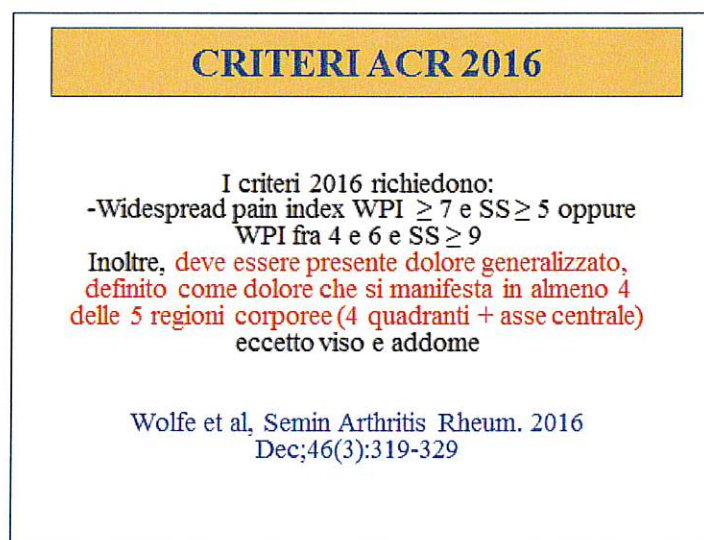 CRITERI ACR 2016
I criteri 2016 richiedono:
-Widespread pain index WPI ≥ 7 e SS ≥ 5 oppure
WPI fra 4 e 6 e SS ≥ 9
Inoltre, deve essere presente dolore generalizzato,
definito come dolore che si manifesta in almeno 4
delle 5 regioni corporee (4 quadranti + asse centrale)
eccetto viso e addome
Wolfe et al, Semin Arthritis Rheum. 2016
Dec;46(3):319-329